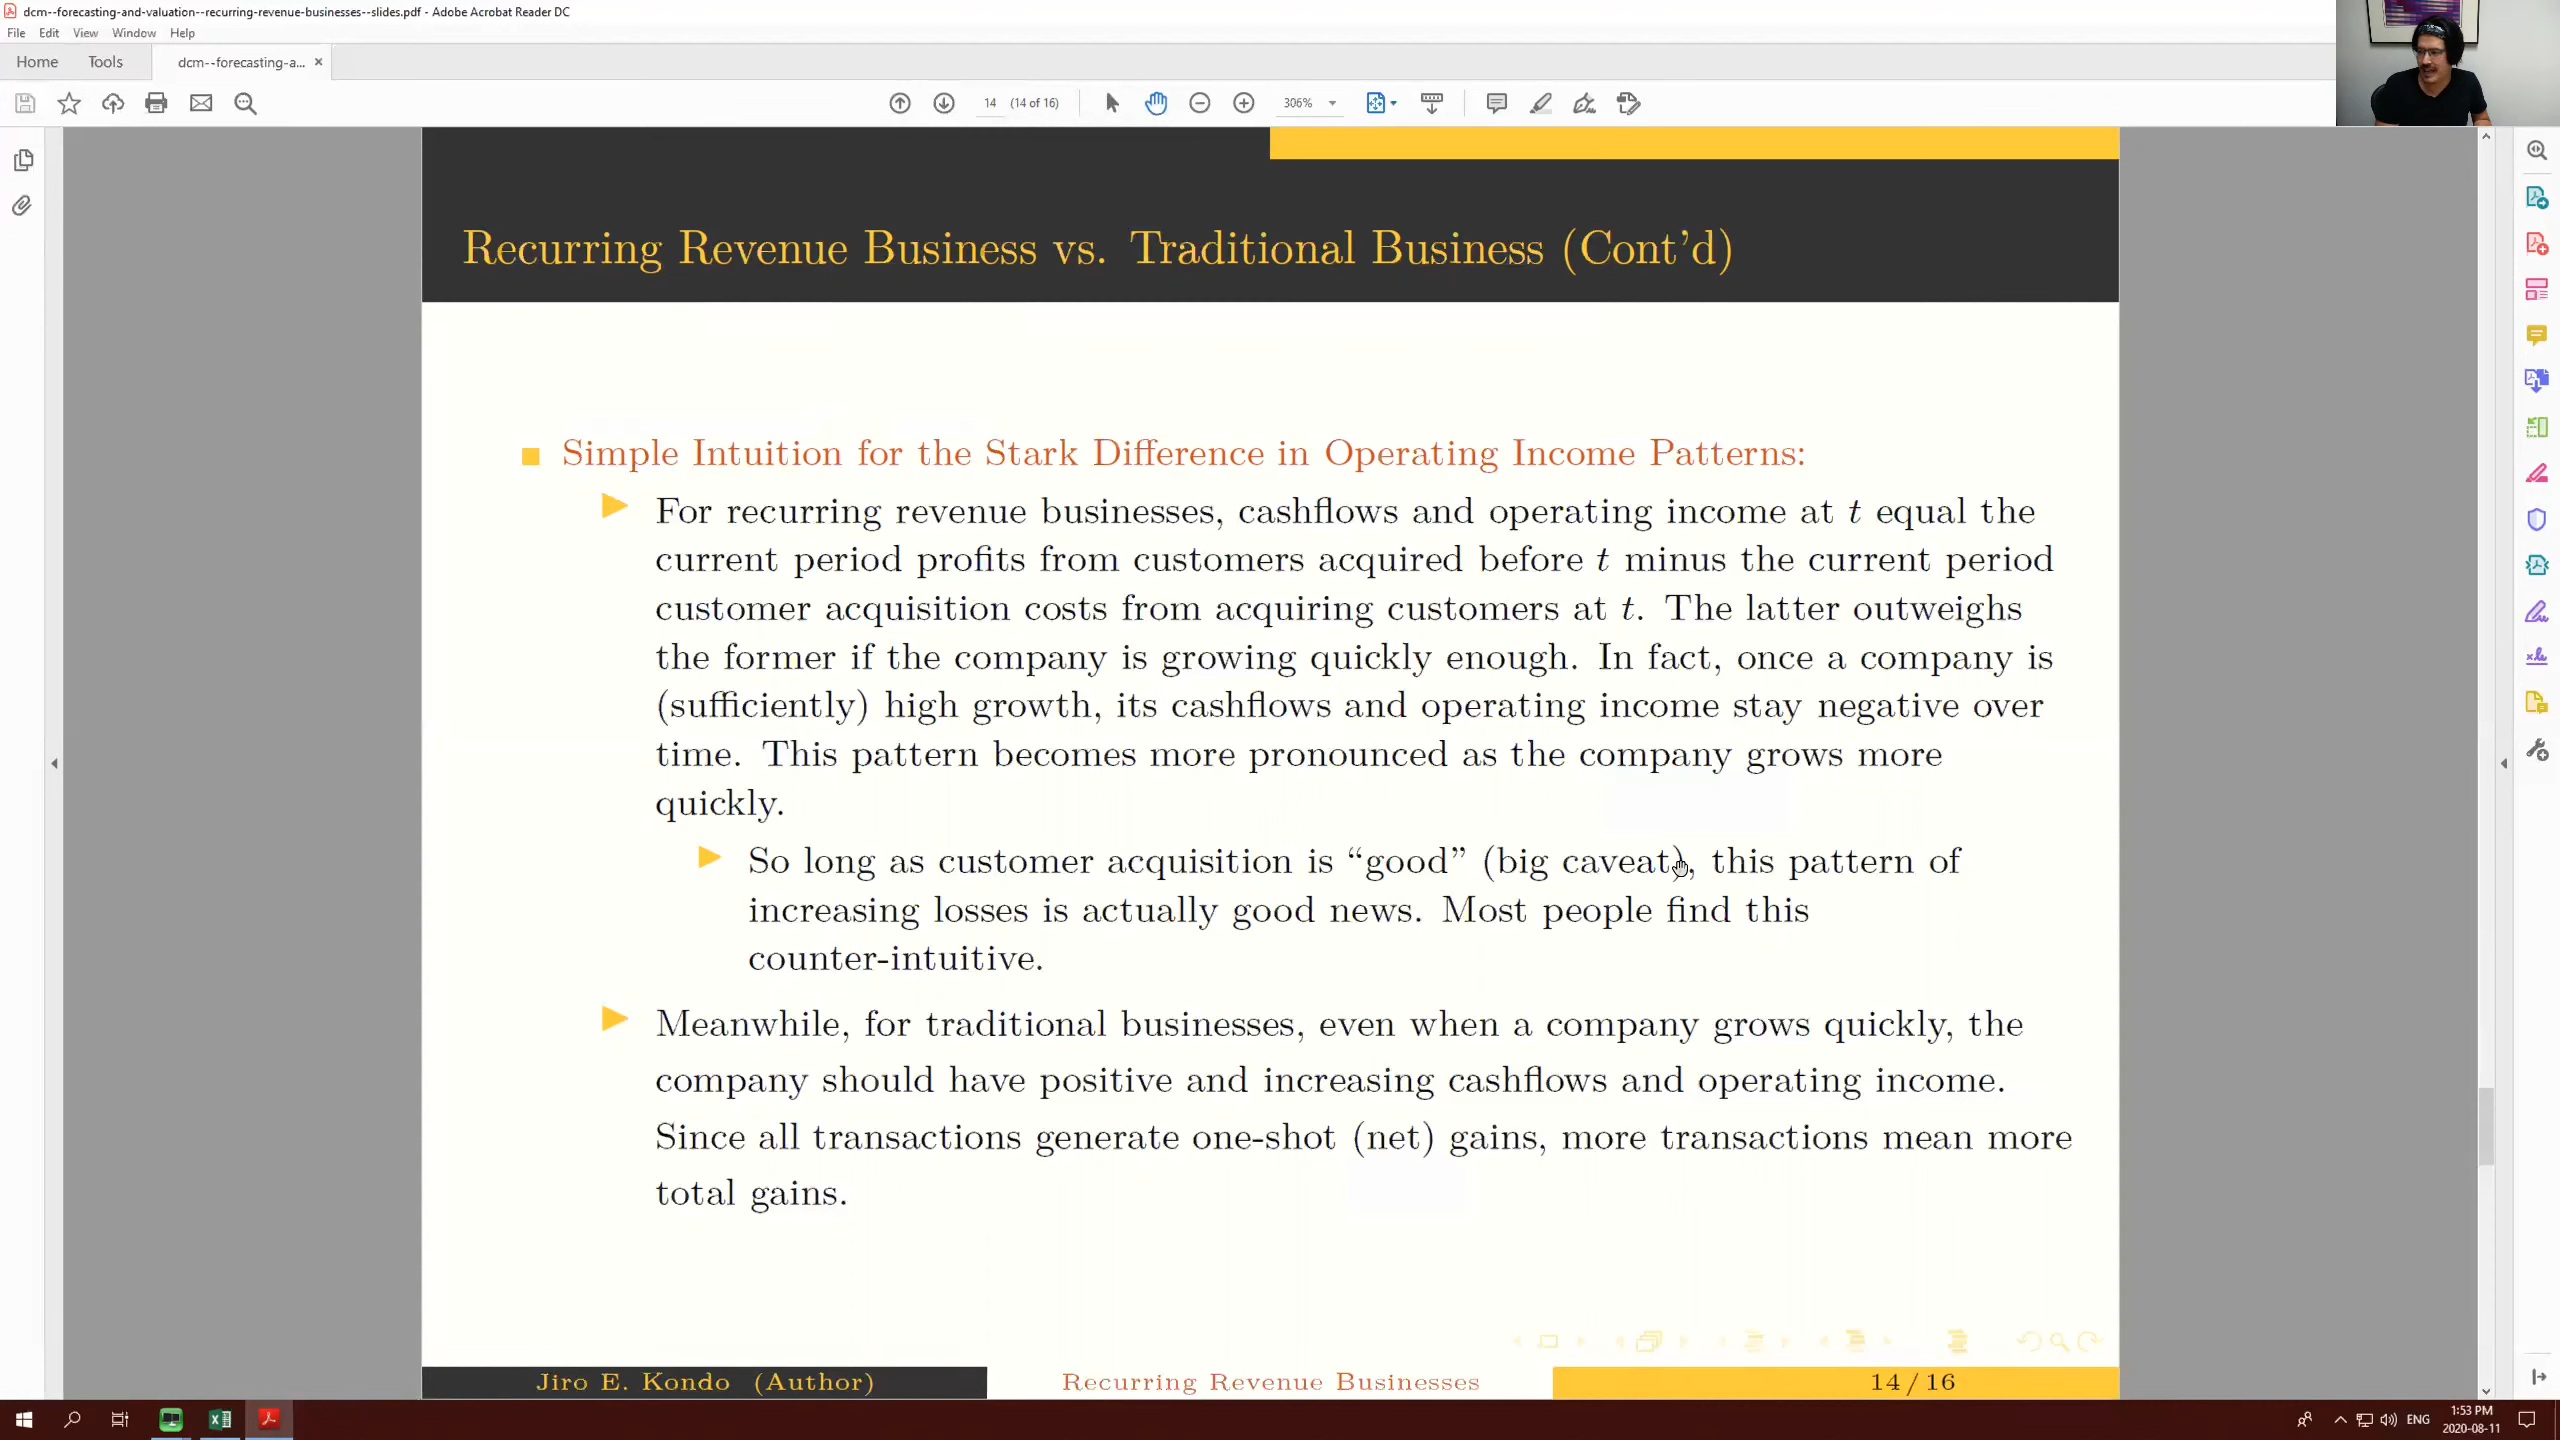 dcm--forecasting-and-valuation--recurring-revenue-businesses--slides.pdf - Adobe Acrobat Reader DC
File Edit View Window Help
Home Tools dcm--forecasting-a... ×
14 (14 of 16) 306%
Recurring Revenue Business vs. Traditional Business (Cont’d)
Simple Intuition for the Stark Difference in Operating Income Patterns:
For recurring revenue businesses, cashflows and operating income at t equal the
current period profits from customers acquired before t minus the current period
customer acquisition costs from acquiring customers at t. The latter outweighs
the former if the company is growing quickly enough. In fact, once a company is
(sufficiently) high growth, its cashflows and operating income stay negative over
time. This pattern becomes more pronounced as the company grows more
quickly.
So long as customer acquisition is “good” (big caveat), this pattern of
increasing losses is actually good news. Most people find this
counter-intuitive.
Meanwhile, for traditional businesses, even when a company grows quickly, the
company should have positive and increasing cashflows and operating income.
Since all transactions generate one-shot (net) gains, more transactions mean more
total gains.
Jiro E. Kondo (Author) Recurring Revenue Businesses 14 / 16
ENG
1:53 PM
2020-08-11